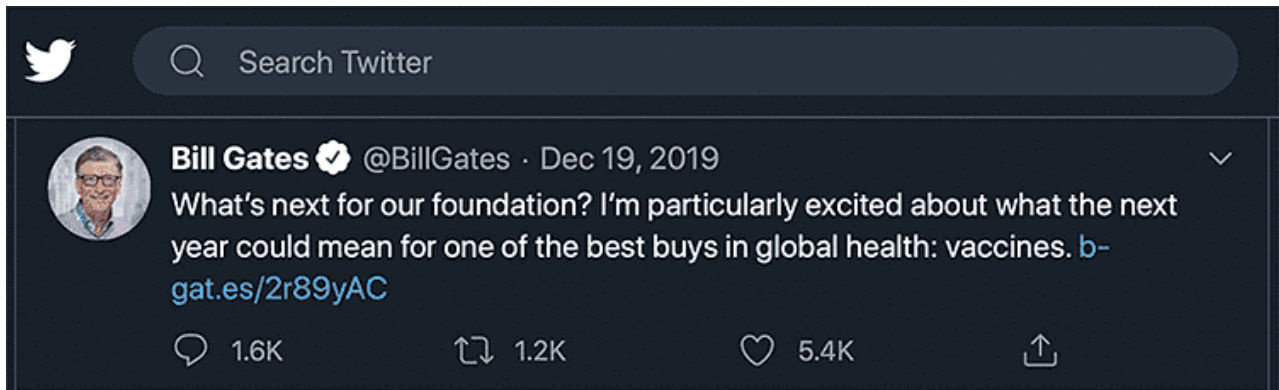 Search Twitter
Bill Gates @BillGates · Dec 19, 2019
What's next for our foundation? I'm particularly excited about what the next
year could mean for one of the best buys in global health: vaccines. b-
gat.es/2r89yAC
1.6K 1.2K 5.4K